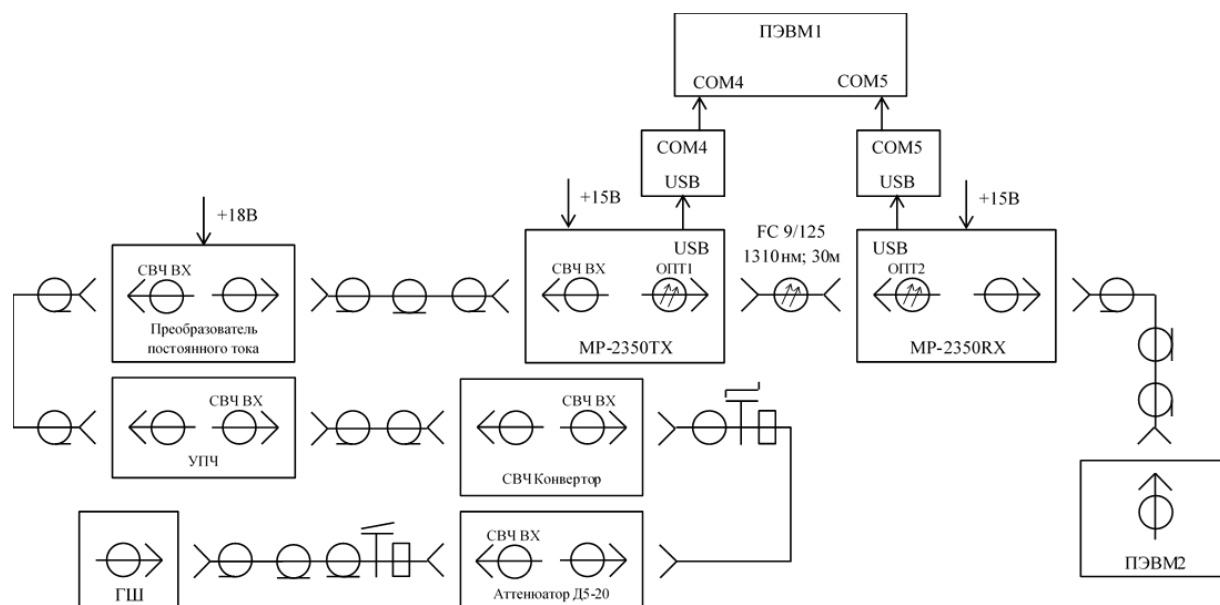 ПЭВМ1
COM4
COM5
COM4
USB
COM5
USB
+18В
+15В
FC 9/125
1310нм; 30м
+15В
СВЧ ВХ
Преобразователь
постоянного тока
USB
СВЧ ВХ
ОПТ1
МР-2350ТХ
USB
ОПТ2
МР-2350RX
СВЧ ВХ
УПЧ
СВЧ ВХ
СВЧ Конвертор
ГШ
СВЧ ВХ
Аттенюатор Д5-20
ПЭВМ2